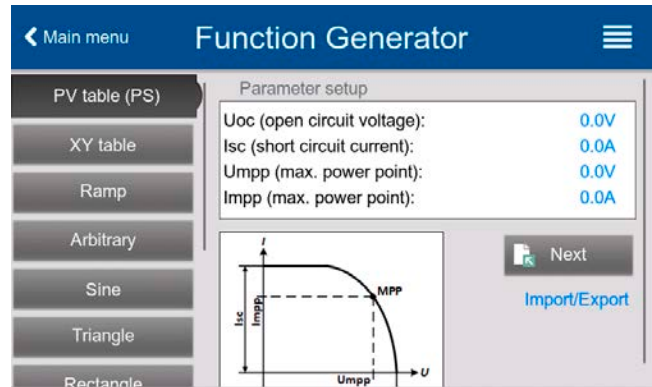 Main menu
Function Generator
PV table (PS)
XY table
Ramp
Arbitrary
Sine
Triangle
Rectangle
Parameter setup
Uoc (open circuit voltage): 0.0V
Isc (short circuit current): 0.0A
Umpp (max. power point): 0.0V
Impp (max. power point): 0.0A
I
Isc
Impp
MPP
Umpp
U
Next
Import/Export